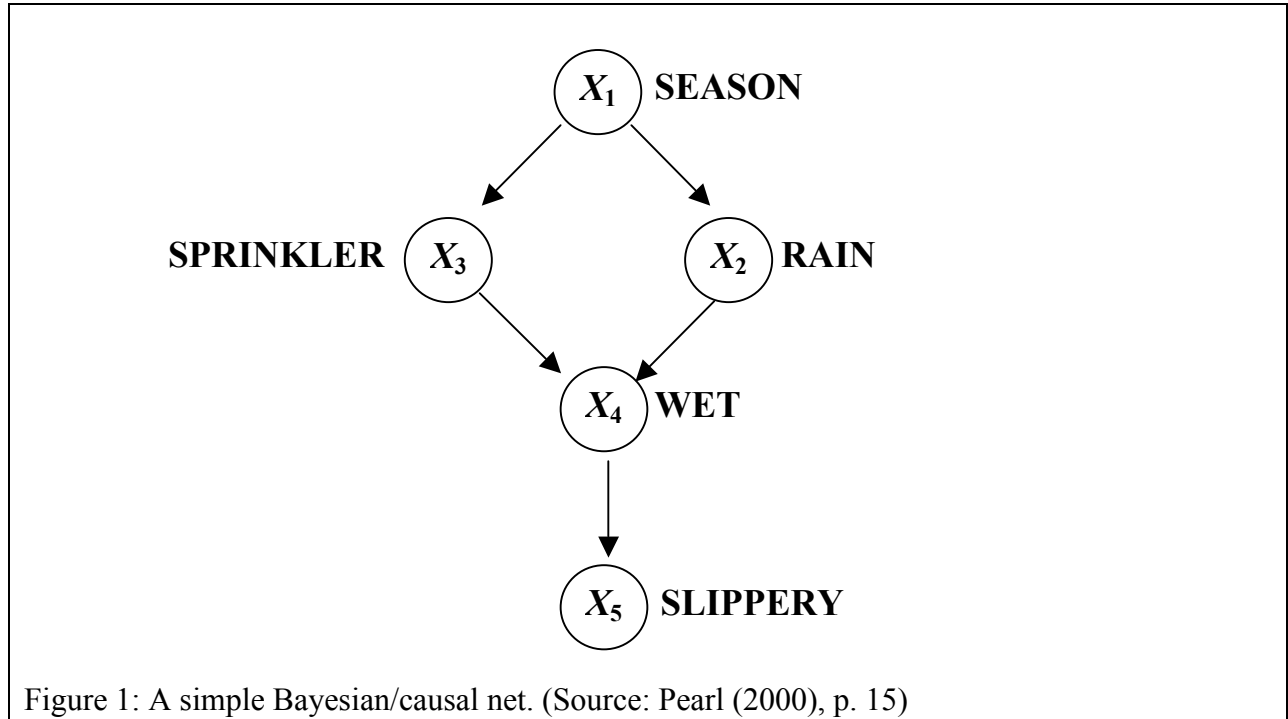 X₁ SEASON
SPRINKLER X₃ X₂ RAIN
X₄ WET
X₅ SLIPPERY
Figure 1: A simple Bayesian/causal net. (Source: Pearl (2000), p. 15)